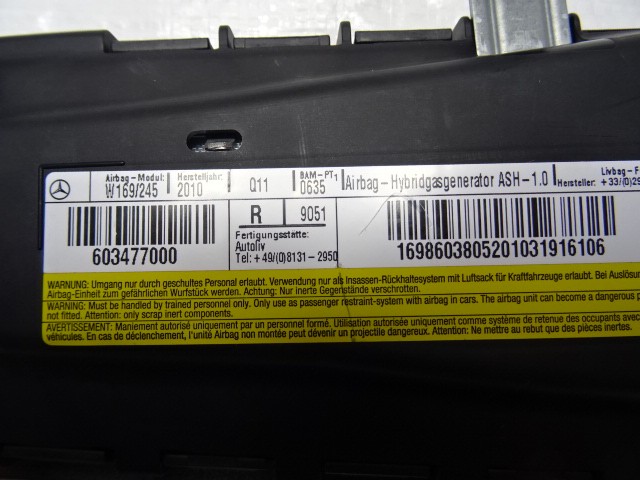 Airbag-Modul: Herstelljahr: BAM-PT1 Livbag-F
W169/245 2010 Q11 0635 Airbag-Hybridgasgenerator ASH-1.0 Hersteller: +33/(0)29
R 9051
603477000
Fertigungsstätte:
Autoliv
Tel: +49/(0)8131-2950
1698603805201031916106
WARNUNG: Umgang nur durch geschultes Personal erlaubt. Verwendung nur als Insassen-Rückhaltesystem mit Luftsack für Kraftfahrzeuge erlaubt. Bei Auslösun
Airbag-Einheit zum gefährlichen Wurfstück werden. Achtung: Nur inerte Gegenstände verschrotten.
WARNING: Must be handled by trained personnel only. Only use as passenger restraint-system with airbag in cars. The airbag unit can become a dangerous p
not fitted. Attention: only scrap inert components.
AVERTISSEMENT: Maniement autorisé uniquement par un personnel formé. Utilisation autorisée uniquement comme système de retenue des occupants avec
véhicules. En cas de déclenchement, l'unité Airbag non montée peut dévenir un projectile dangereux. Attention: Ne mettre au rebut que des pièces inertes.